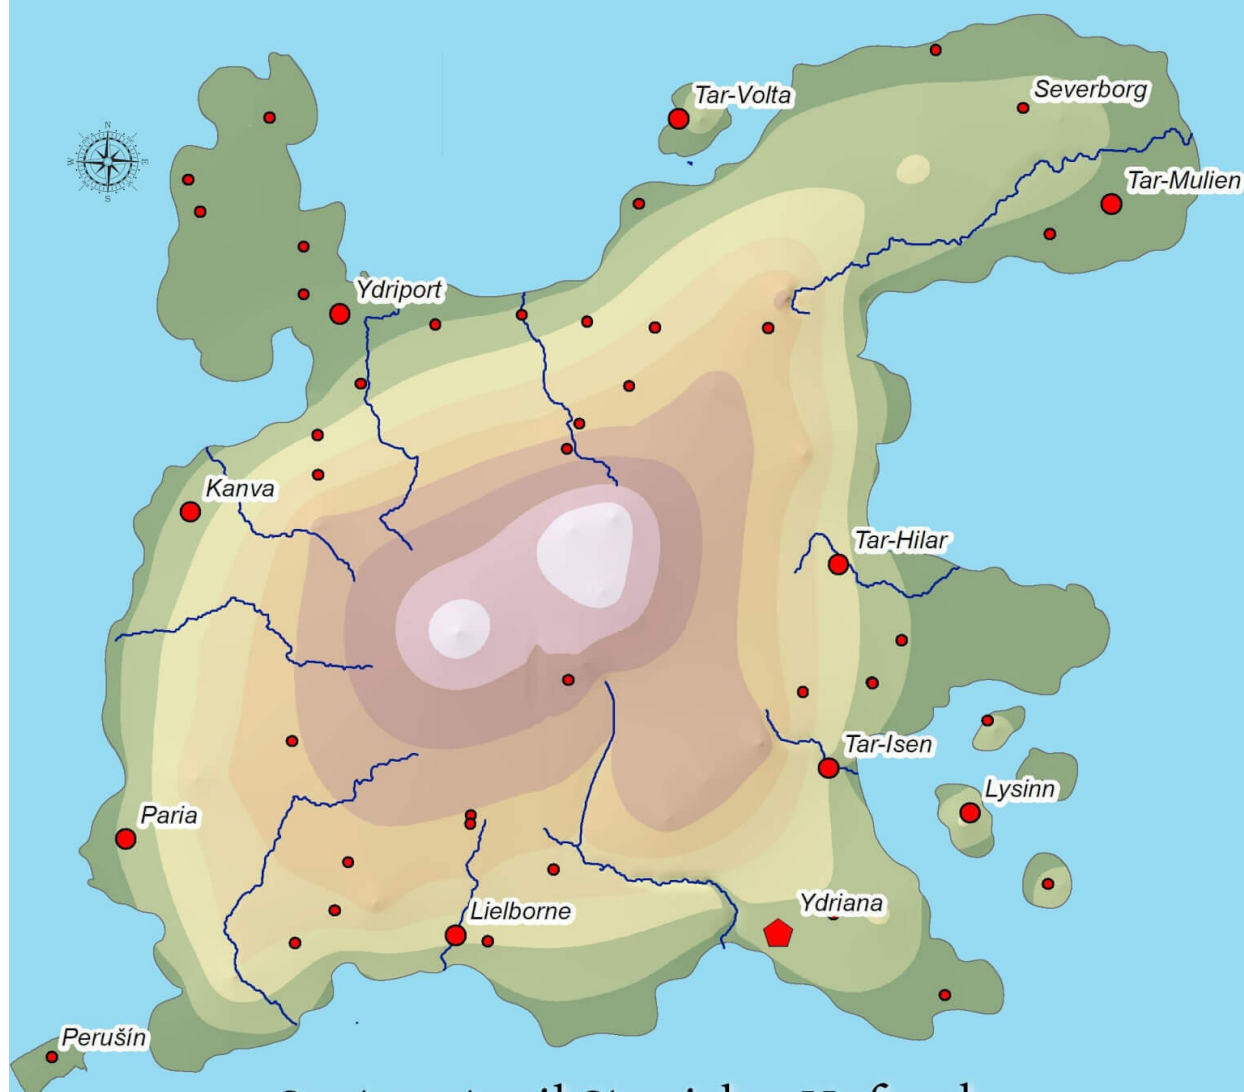 Tar-Volta
Severborg
N
W E
S
Tar-Mulien
Ydriport
Kanva
Tar-Hilar
Tar-Isen
Lysinn
Paria
Ydriana
Lielborne
Perušín